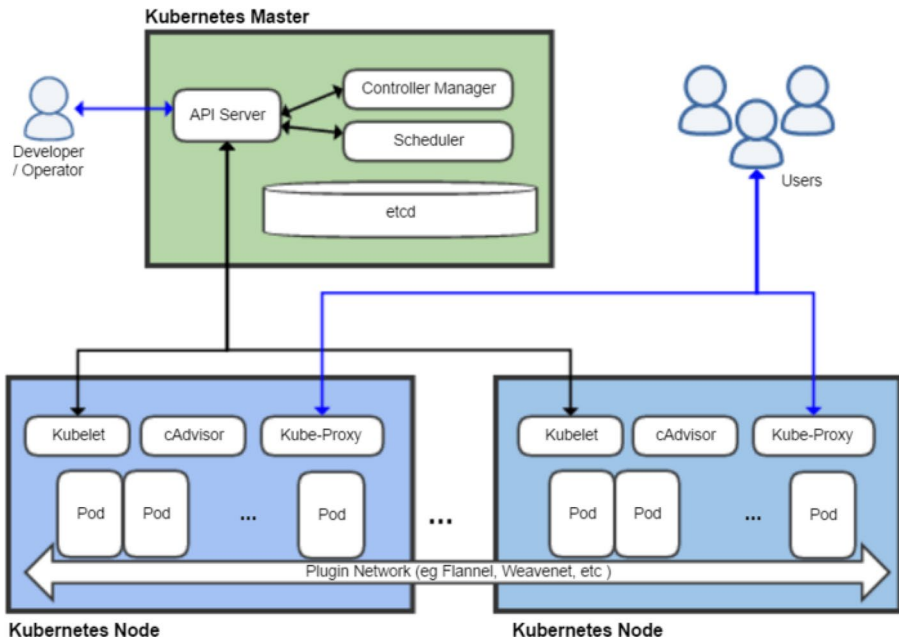 Kubernetes Master
API Server
Controller Manager
Scheduler
etcd
Developer
/ Operator
Users
Kubelet
cAdvisor
Kube-Proxy
Pod
Pod
...
Pod
...
Kubelet
cAdvisor
Kube-Proxy
Pod
Pod
...
Pod
Plugin Network (eg Flannel, Weavenet, etc )
Kubernetes Node
Kubernetes Node